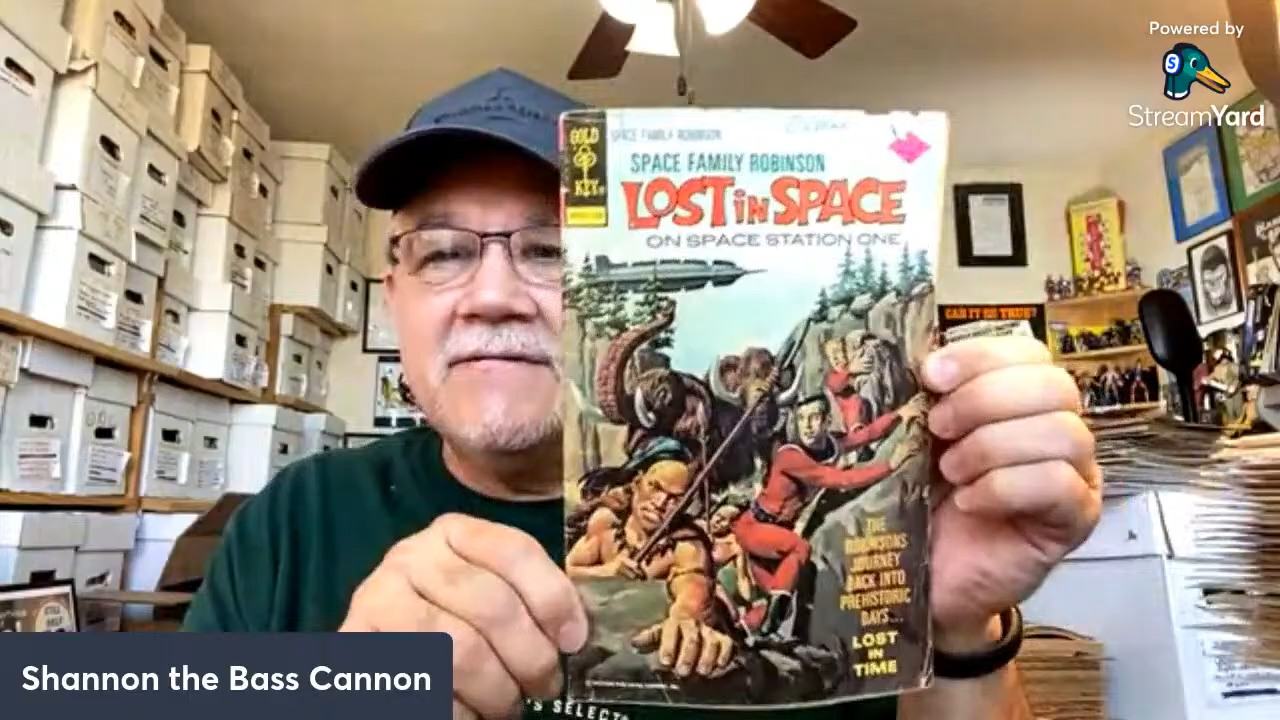 Powered by
StreamYard
GOLD
KEY
SPACE FAMILY ROBINSON
SPACE FAMILY ROBINSON
LOST IN SPACE
ON SPACE STATION ONE
CAN IT BE TRUE?
THE
ROBINSONS
JOURNEY
BACK INTO
PREHISTORIC
DAYS...
LOST
IN
TIME
Shannon the Bass Cannon
'S SELECT